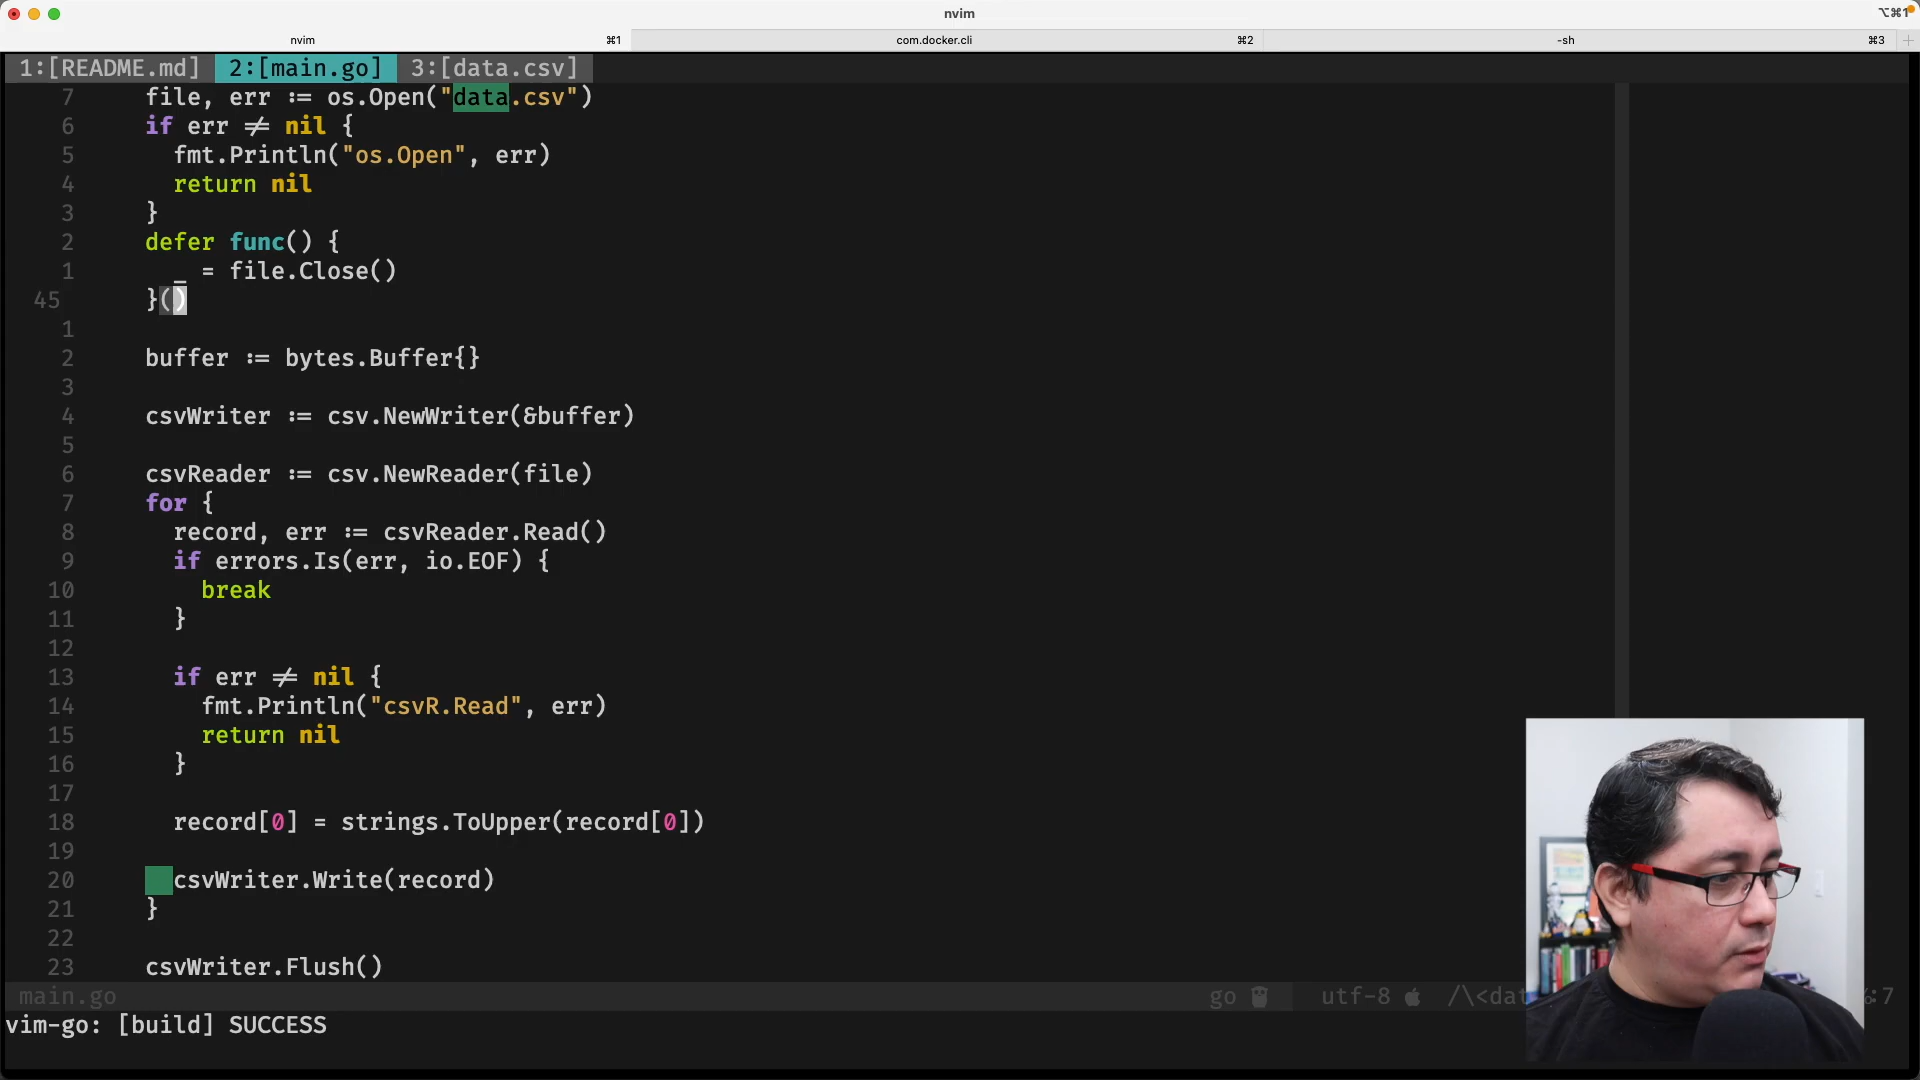 nvim
⌥⌘1
nvim ⌘1 com.docker.cli ⌘2 -sh ⌘3 +
1:[README.md] 2:[main.go] 3:[data.csv]
7 file, err := os.Open("data.csv")
6 if err ≠ nil {
5 fmt.Println("os.Open", err)
4 return nil
3 }
2 defer func() {
1 _ = file.Close()
45 }()
1
2 buffer := bytes.Buffer{}
3
4 csvWriter := csv.NewWriter(&buffer)
5
6 csvReader := csv.NewReader(file)
7 for {
8 record, err := csvReader.Read()
9 if errors.Is(err, io.EOF) {
10 break
11 }
12
13 if err ≠ nil {
14 fmt.Println("csvR.Read", err)
15 return nil
16 }
17
18 record[0] = strings.ToUpper(record[0])
19
20 csvWriter.Write(record)
21 }
22
23 csvWriter.Flush()
main.go go utf-8 /\<dat :7
vim-go: [build] SUCCESS